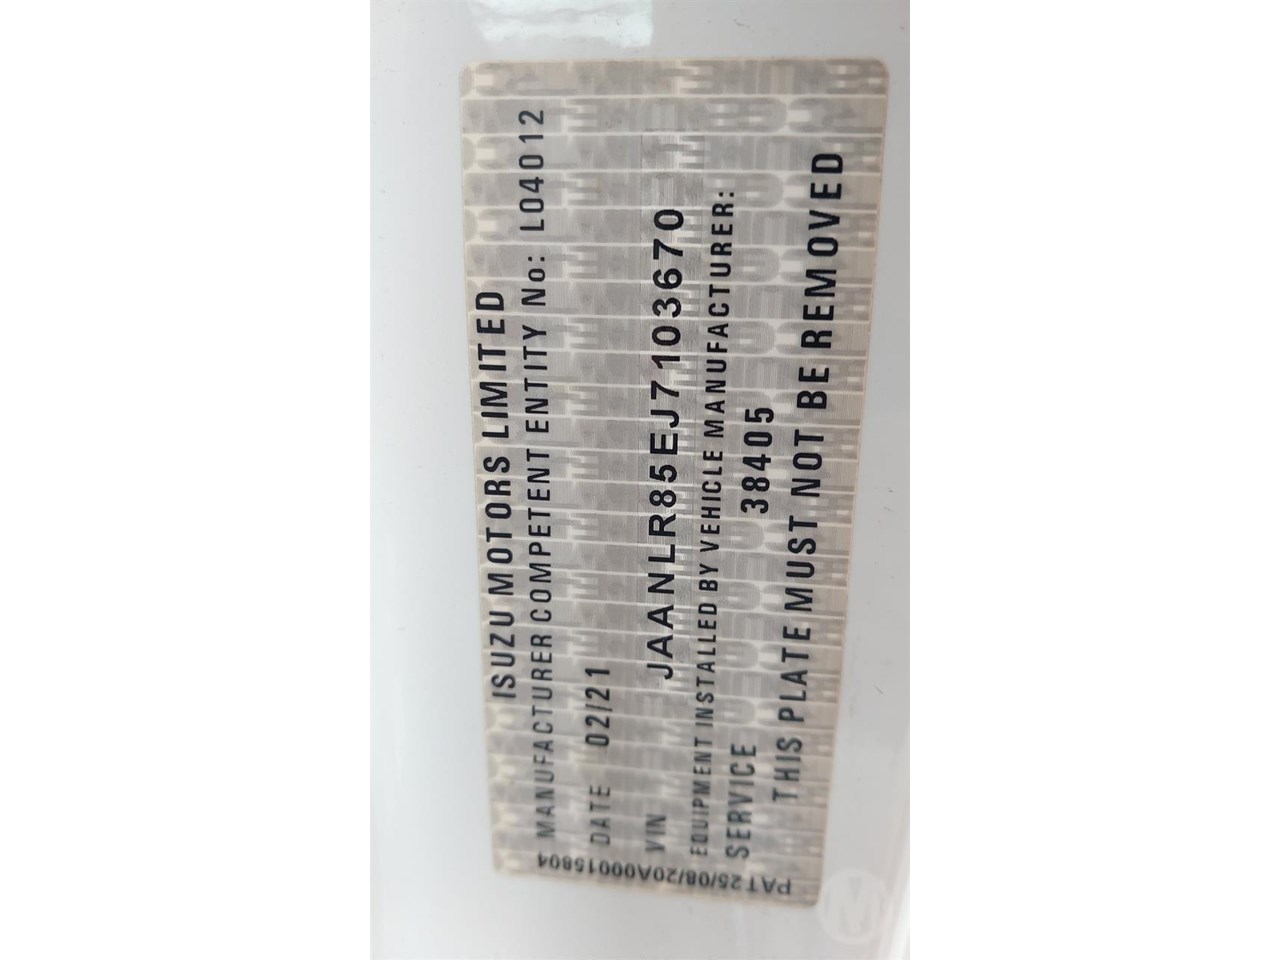 ISUZU MOTORS LIMITED
MANUFACTURER COMPETENT ENTITY No: L04012
DATE 02/21
VIN JAANLR85EJ7103670
EQUIPMENT INSTALLED BY VEHICLE MANUFACTURER:
SERVICE 38405
THIS PLATE MUST NOT BE REMOVED
PAT25/08/20A00015804